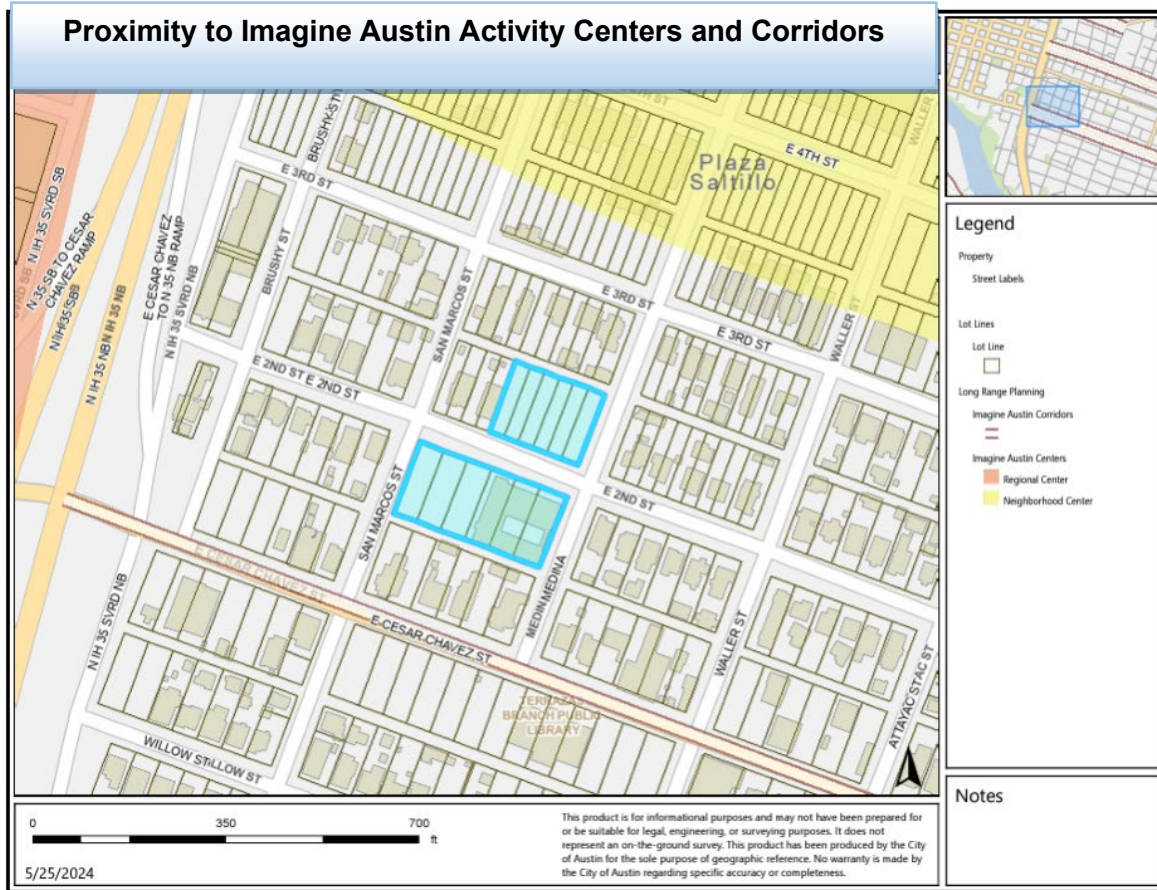 Proximity to Imagine Austin Activity Centers and Corridors
BRUSHY ST
E 4TH ST
WALLER
Plaza
Saltillo
E 3RD ST
N IH 35 SVRD SB
N 35 SB TO CESAR
CHAVEZ RAMP
N IH 35 SB
N IH 35 NB N IH 35 NB
E CESAR CHAVEZ
TO N 35 NB RAMP
N IH 35 SVRD NB
BRUSHY ST
SAN MARCOS ST
E 3RD ST
E 3RD ST
WALLER ST
E 2ND ST E 2ND ST
E 2ND ST
SAN MARCOS ST
E CESAR CHAVEZ ST
MEDIN MEDINA
N IH 35 SVRD NB
E CESAR CHAVEZ ST
WALLER ST
ATTAYAC STAC ST
TERRAZAS
BRANCH PUBLIC
LIBRARY
WILLOW STILLOW ST
Legend
Property
Street Labels
Lot Lines
Lot Line
Long Range Planning
Imagine Austin Corridors
Imagine Austin Centers
Regional Center
Neighborhood Center
Notes
0 350 700
ft
5/25/2024
This product is for informational purposes and may not have been prepared for
or be suitable for legal, engineering, or surveying purposes. It does not
represent an on-the-ground survey. This product has been produced by the City
of Austin for the sole purpose of geographic reference. No warranty is made by
the City of Austin regarding specific accuracy or completeness.